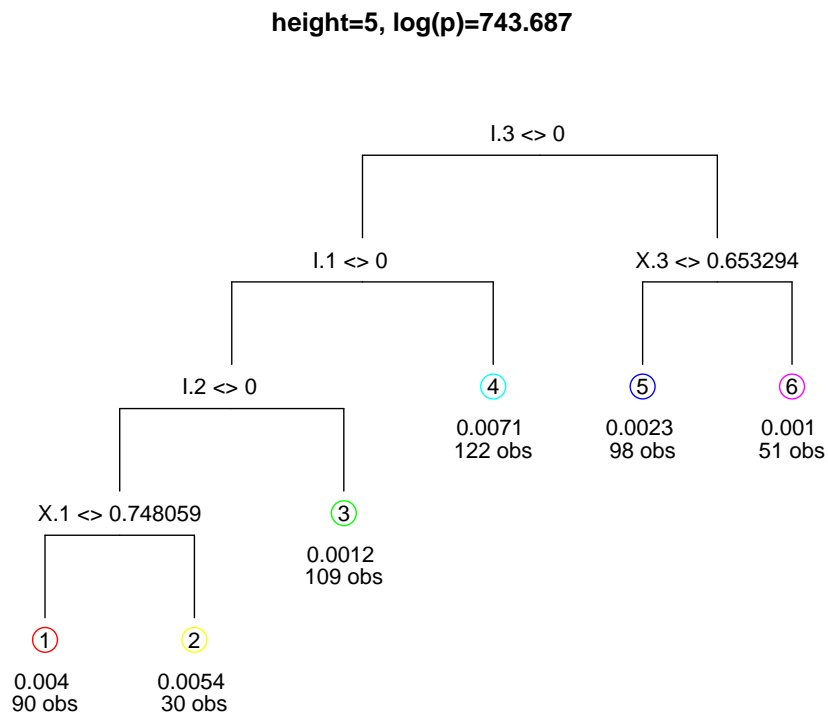 height=5, log(p)=743.687
I.3 <> 0
I.1 <> 0
X.3 <> 0.653294
I.2 <> 0
4
5
6
0.0071
122 obs
0.0023
98 obs
0.001
51 obs
X.1 <> 0.748059
3
0.0012
109 obs
1
2
0.004
90 obs
0.0054
30 obs